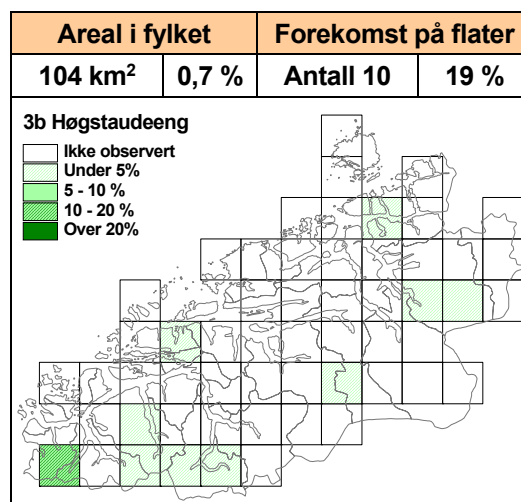 Areal i fylket Forekomst på flater
104 km² 0,7 % Antall 10 19 %
3b Høgstaudeeng
Ikke observert
Under 5%
5 - 10 %
10 - 20 %
Over 20%